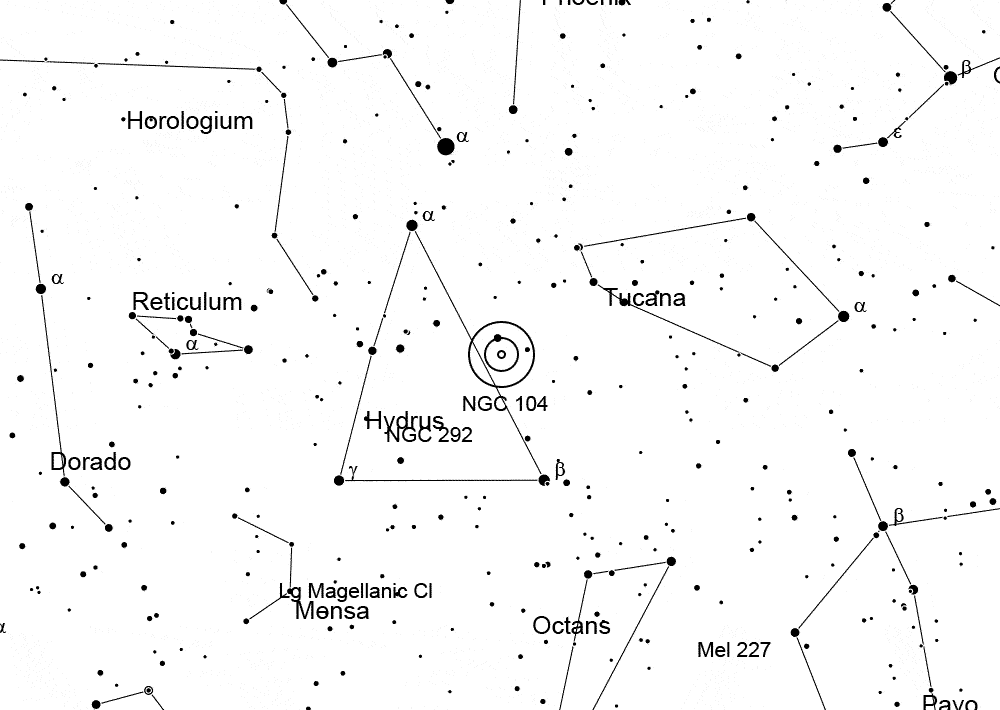 Phoenix
β
Horologium
ε
α
α
α
Reticulum
Tucana
α
α
NGC 104
Hydrus
NGC 292
Dorado
γ
β
β
Lg Magellanic Cl
Mensa
Octans
α
Mel 227
Pavo